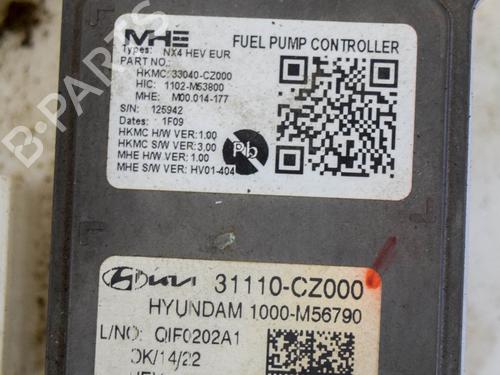 MHE FUEL PUMP CONTROLLER
Types: NX4 HEV EUR
PART NO.:
HKMC: 33040-CZ000
HIC: 1102-M53800
MHE: M00.014-177
S/N: 125942
Dates: 1F09
HKMC H/W VER: 1.00
HKMC S/W VER: 3.00
MHE H/W VER: 1.00
MHE S/W VER: HV01-404
Pb
B-PARTS
31110-CZ000
HYUNDAM 1000-M56790
L/NO: QIF0202A1
OK/14/22